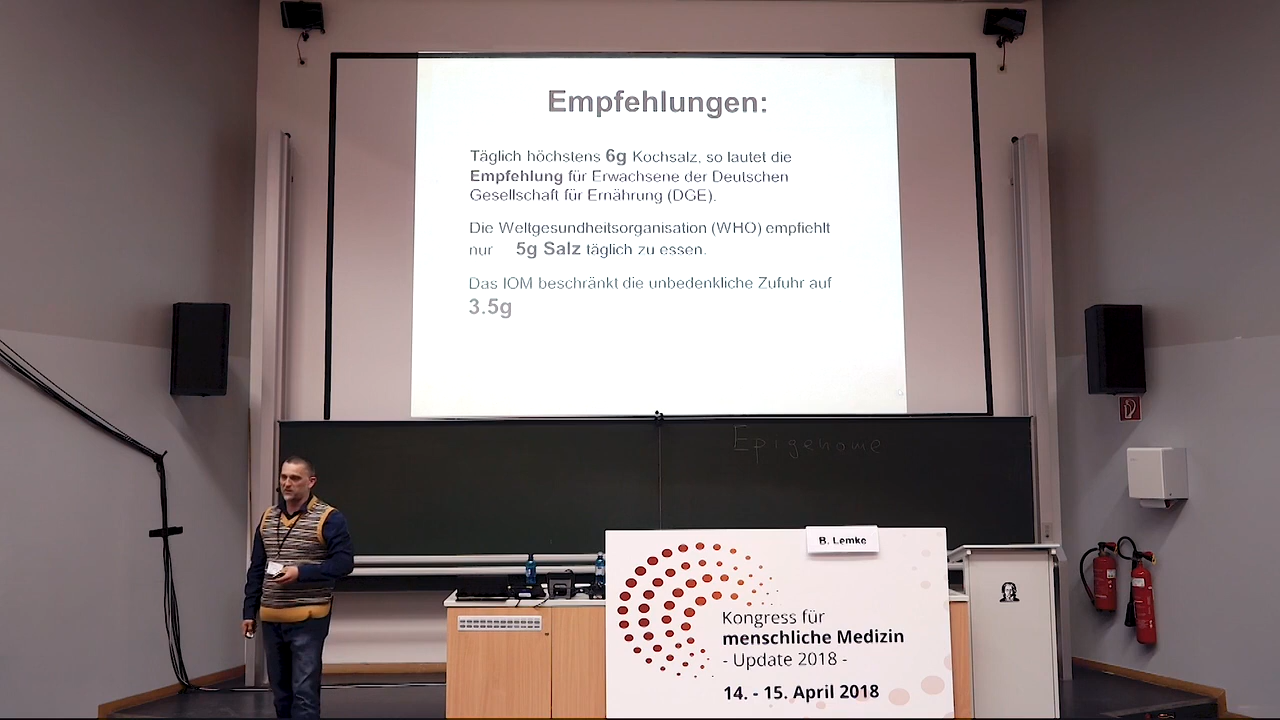 Empfehlungen:
Täglich höchstens 6g Kochsalz, so lautet die
Empfehlung für Erwachsene der Deutschen
Gesellschaft für Ernährung (DGE).
Die Weltgesundheitsorganisation (WHO) empfiehlt
nur 5g Salz täglich zu essen.
Das IOM beschränkt die unbedenkliche Zufuhr auf
3.5g
Epigenome
B. Lemke
Kongress für
menschliche Medizin
- Update 2018 -
14. - 15. April 2018